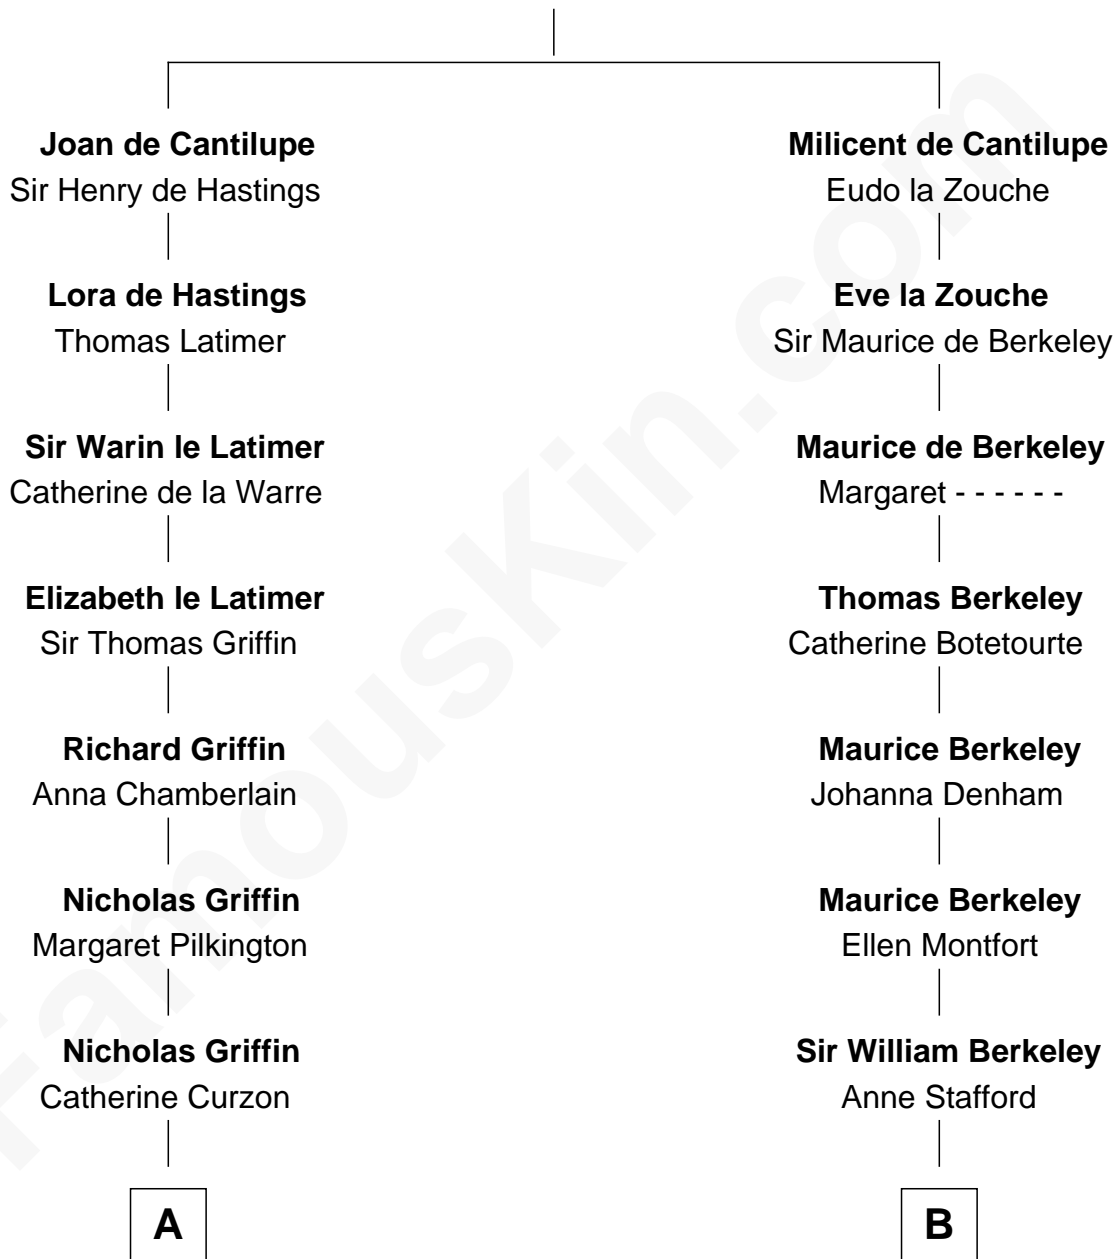 Joan de Cantilupe
Sir Henry de Hastings
Milicent de Cantilupe
Eudo la Zouche
Lora de Hastings
Thomas Latimer
Eve la Zouche
Sir Maurice de Berkeley
Sir Warin le Latimer
Catherine de la Warre
Maurice de Berkeley
Margaret - - - - - -
Elizabeth le Latimer
Sir Thomas Griffin
Thomas Berkeley
Catherine Botetourte
Richard Griffin
Anna Chamberlain
Maurice Berkeley
Johanna Denham
Nicholas Griffin
Margaret Pilkington
Maurice Berkeley
Ellen Montfort
Nicholas Griffin
Catherine Curzon
Sir William Berkeley
Anne Stafford
A
B
FamousKin.com